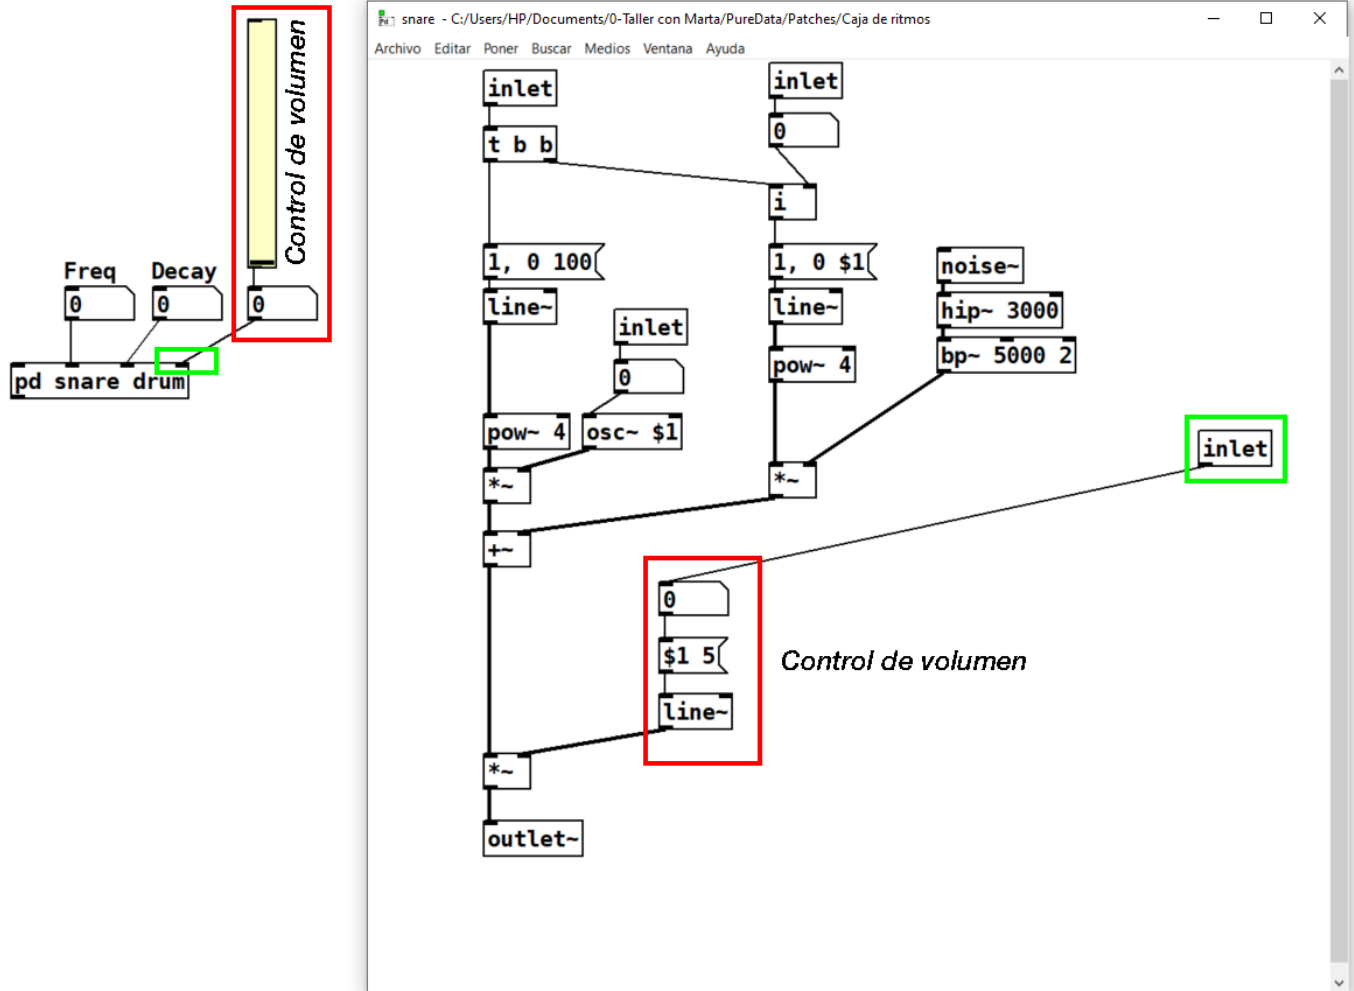 Control de volumen
Freq
Decay
0
0
0
pd snare drum
snare - C:/Users/HP/Documents/0-Taller con Marta/PureData/Patches/Caja de ritmos
Archivo Editar Poner Buscar Medios Ventana Ayuda
inlet
inlet
0
t b b
i
1, 0 100
1, 0 $1
noise~
line~
line~
hip~ 3000
inlet
bp~ 5000 2
pow~ 4
0
pow~ 4
osc~ $1
inlet
*~
*~
+~
0
$1 5
Control de volumen
line~
*~
outlet~